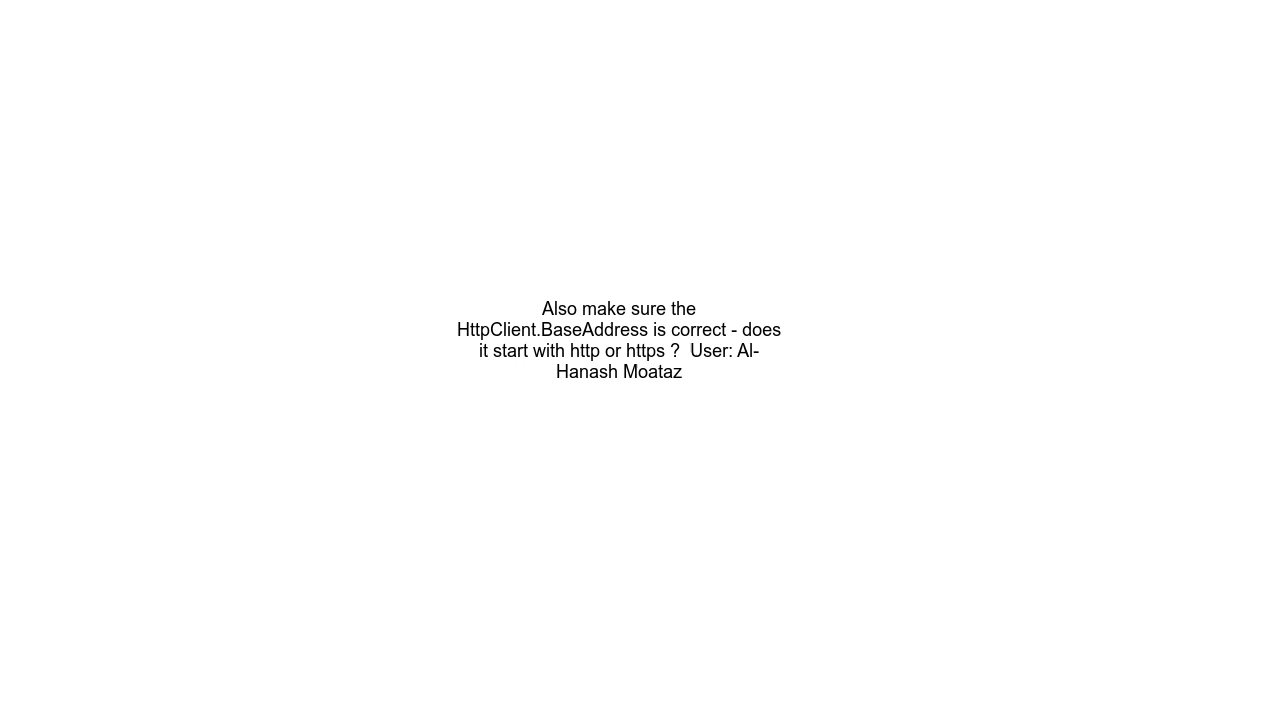 Also make sure the
HttpClient.BaseAddress is correct - does
it start with http or https ?  User: Al-
Hanash Moataz